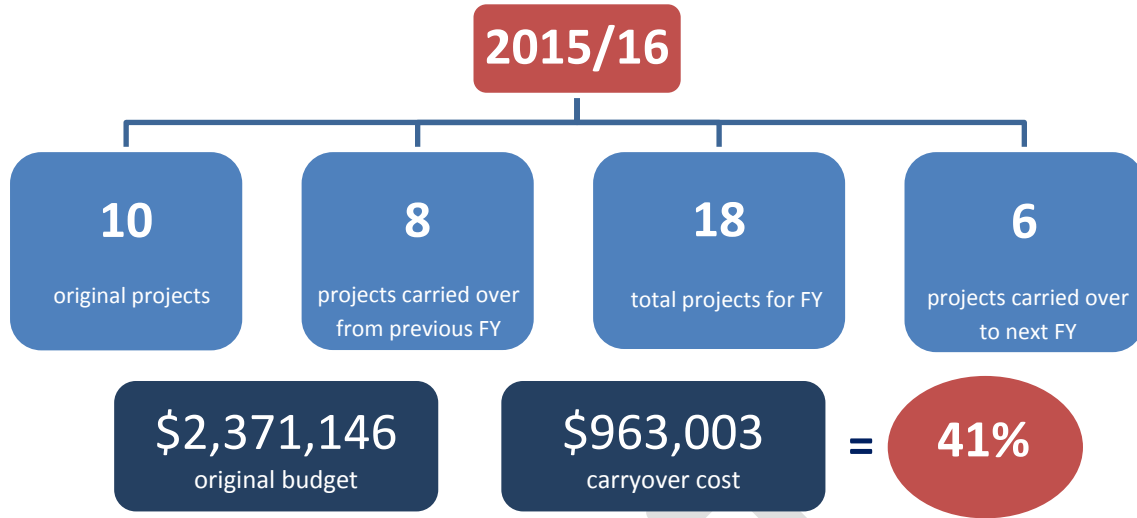 2015/16
10
original projects
8
projects carried over
from previous FY
18
total projects for FY
6
projects carried over
to next FY
$2,371,146
original budget
$963,003
carryover cost
=
41%